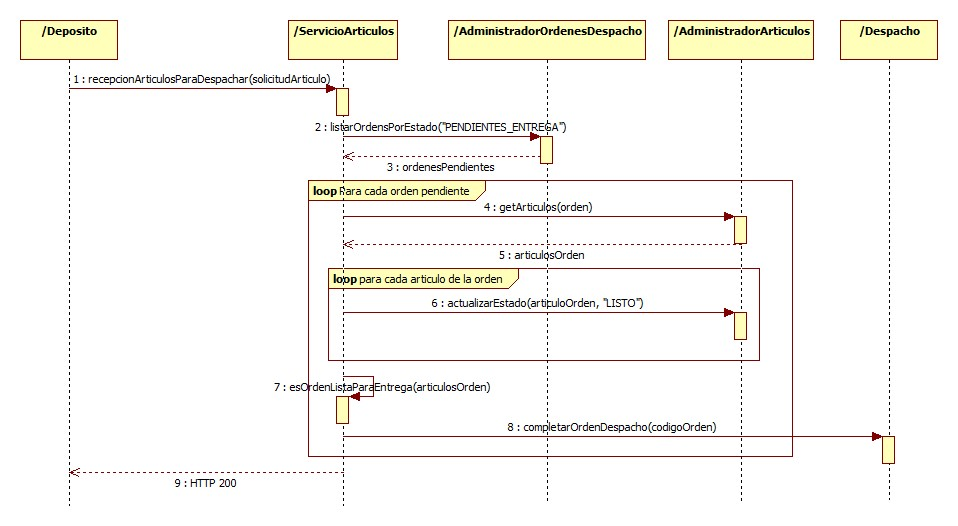 /Deposito
/ServicioArticulos
/AdministradorOrdenesDespacho
/AdministradorArticulos
/Despacho
1 : recepcionArticulosParaDespachar(solicitudArticulo)
2 : listarOrdensPorEstado("PENDIENTES_ENTREGA")
3 : ordenesPendientes
loop Para cada orden pendiente
4 : getArticulos(orden)
5 : articulosOrden
loop para cada articulo de la orden
6 : actualizarEstado(articuloOrden, "LISTO")
7 : esOrdenListaParaEntrega(articulosOrden)
8 : completarOrdenDespacho(codigoOrden)
9 : HTTP 200